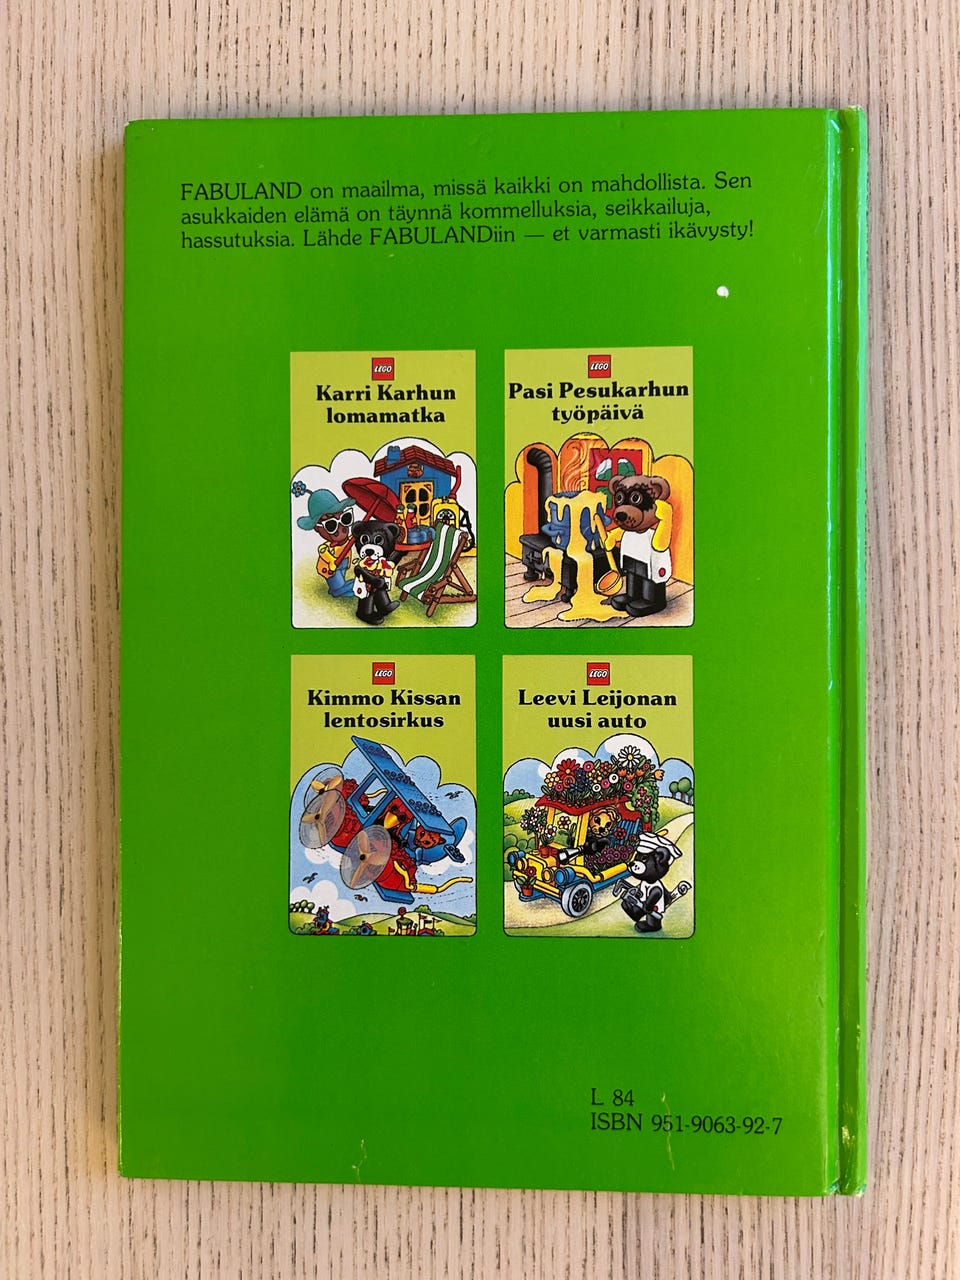 FABULAND on maailma, missä kaikki on mahdollista. Sen
asukkaiden elämä on täynnä kommelluksia, seikkailuja,
hassutuksia. Lähde FABULANDiin — et varmasti ikävysty!
LEGO
Karri Karhun
lomamatka
LEGO
Pasi Pesukarhun
työpäivä
LEGO
Kimmo Kissan
lentosirkus
LEGO
Leevi Leijonan
uusi auto
L 84
ISBN 951-9063-92-7